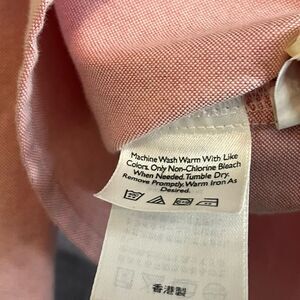 Machine Wash Warm With Like
Colors. Only Non-Chlorine Bleach
When Needed. Tumble Dry.
Remove Promptly. Warm Iron As
Desired.
香港製